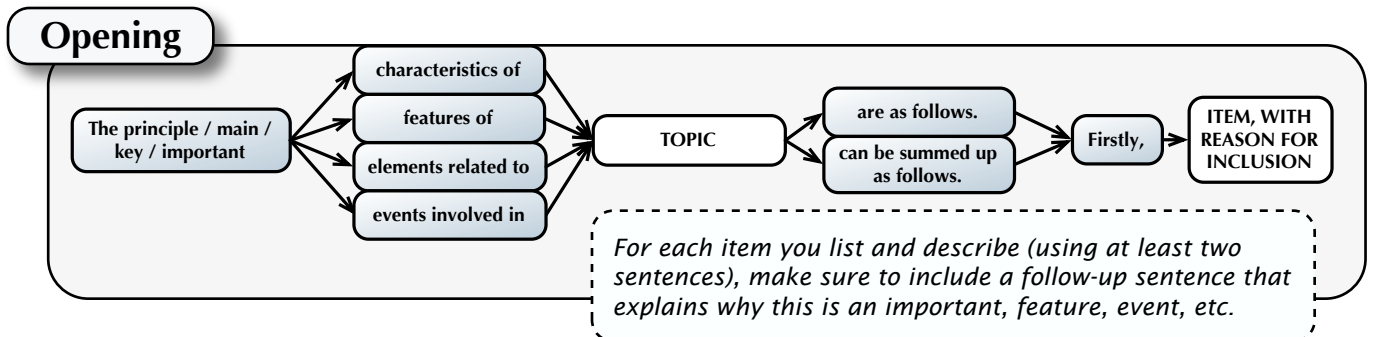 Opening
The principle / main /
key / important
characteristics of
features of
elements related to
events involved in
TOPIC
are as follows.
can be summed up
as follows.
Firstly,
ITEM, WITH
REASON FOR
INCLUSION
For each item you list and describe (using at least two
sentences), make sure to include a follow-up sentence that
explains why this is an important, feature, event, etc.